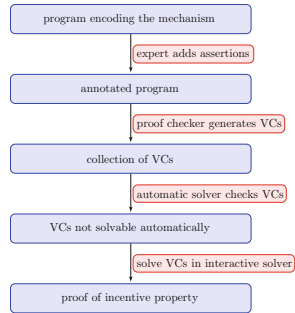 program encoding the mechanism
expert adds assertions
annotated program
proof checker generates VCs
collection of VCs
automatic solver checks VCs
VCs not solvable automatically
solve VCs in interactive solver
proof of incentive property